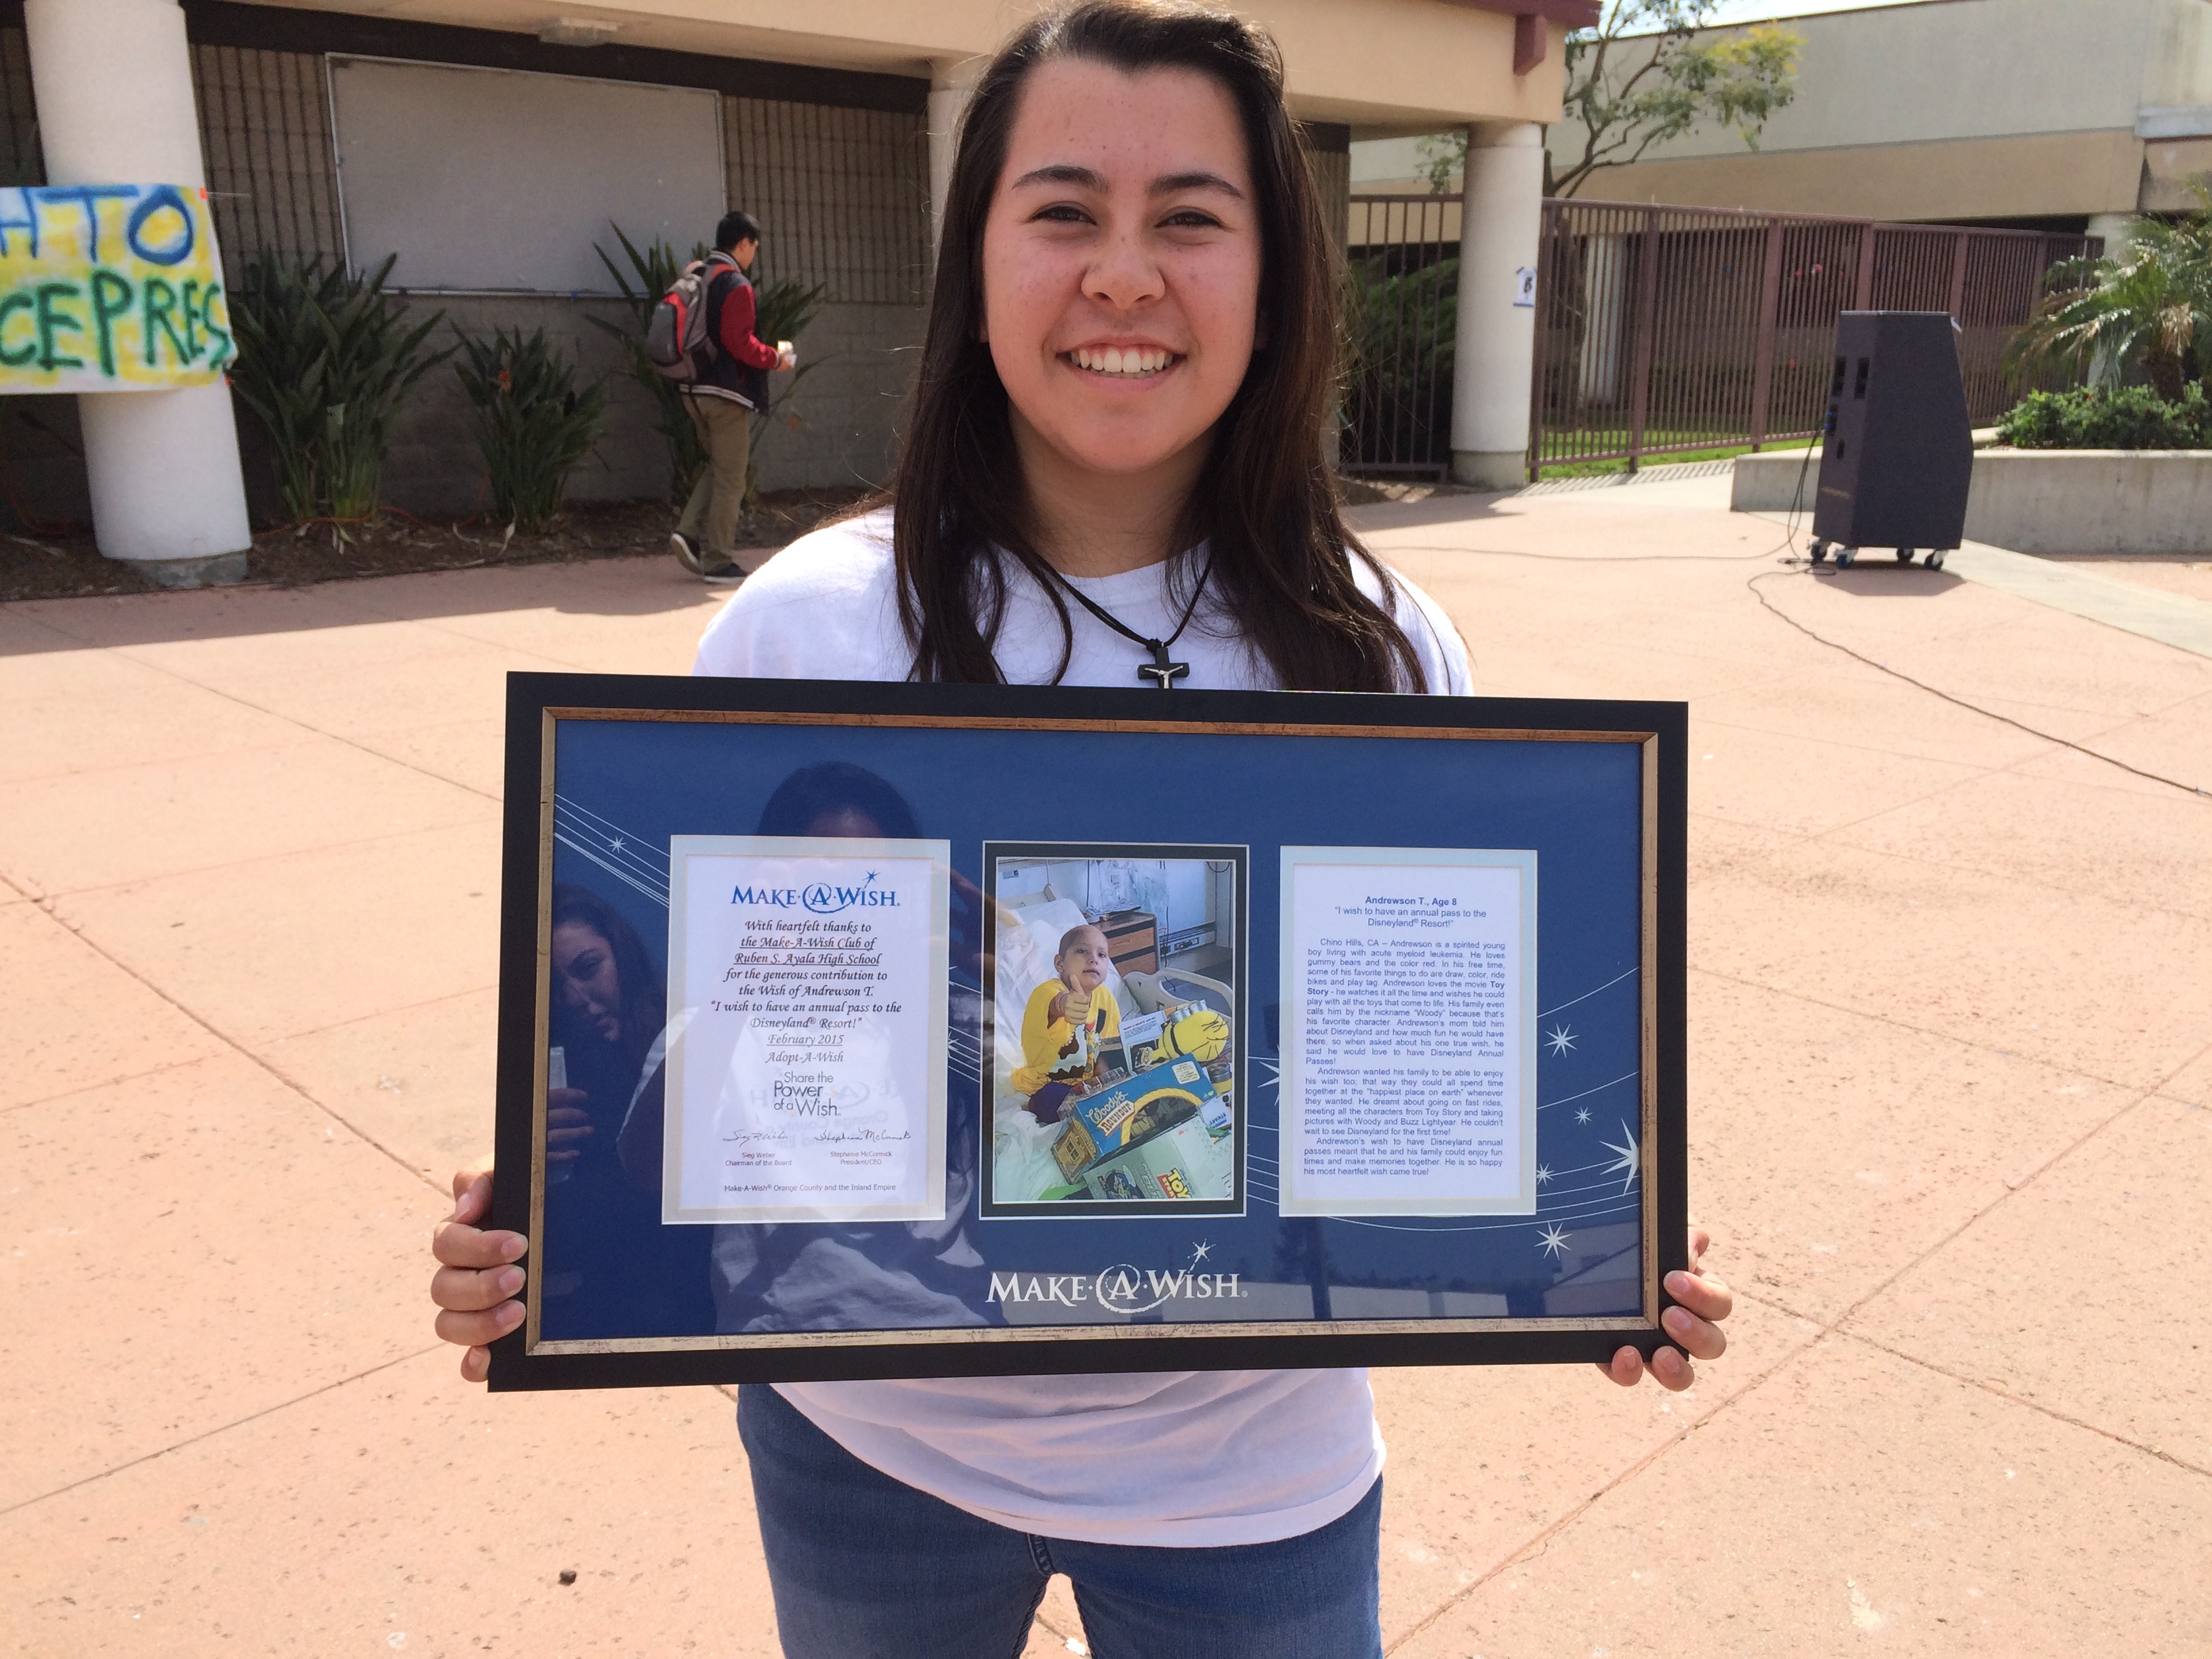 HTO
CEPRES
B
MAKE·A·WISH®
With heartfelt thanks to
the Make-A-Wish Club of
Ruben S. Ayala High School
for the generous contribution to
the Wish of Andrewson T.
"I wish to have an annual pass to the
Disneyland® Resort!"
February 2015
Adopt-A-Wish
Share the
Power
of a Wish
Sieg Weber
Chairman of the Board
Stephanie McCormick
President/CEO
Make-A-Wish® Orange County and the Inland Empire
Woody's
ROUNDUP
TOY
Andrewson T., Age 8
"I wish to have an annual pass to the
Disneyland® Resort!"
Chino Hills, CA – Andrewson is a spirited young
boy living with acute myeloid leukemia. He loves
gummy bears and the color red. In his free time,
some of his favorite things to do are draw, color, ride
bikes and play tag. Andrewson loves the movie Toy
Story - he watches it all the time and wishes he could
play with all the toys that come to life. His family even
calls him by the nickname "Woody" because that's
his favorite character. Andrewson's mom told him
about Disneyland and how much fun he would have
there, so when asked about his one true wish, he
said he would love to have Disneyland Annual
Passes!
Andrewson wanted his family to be able to enjoy
his wish too; that way they could all spend time
together at the "happiest place on earth" whenever
they wanted. He dreamt about going on fast rides,
meeting all the characters from Toy Story and taking
pictures with Woody and Buzz Lightyear. He couldn't
wait to see Disneyland for the first time!
Andrewson's wish to have Disneyland annual
passes meant that he and his family could enjoy fun
times and make memories together. He is so happy
his most heartfelt wish came true!
MAKE·A·WISH®